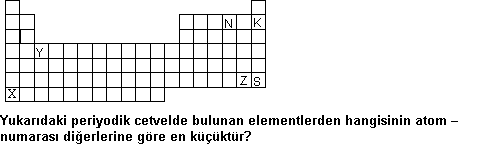 N K
Y
Z S
X
Yukarıdaki periyodik cetvelde bulunan elementlerden hangisinin atom –
numarası diğerlerine göre en küçüktür?